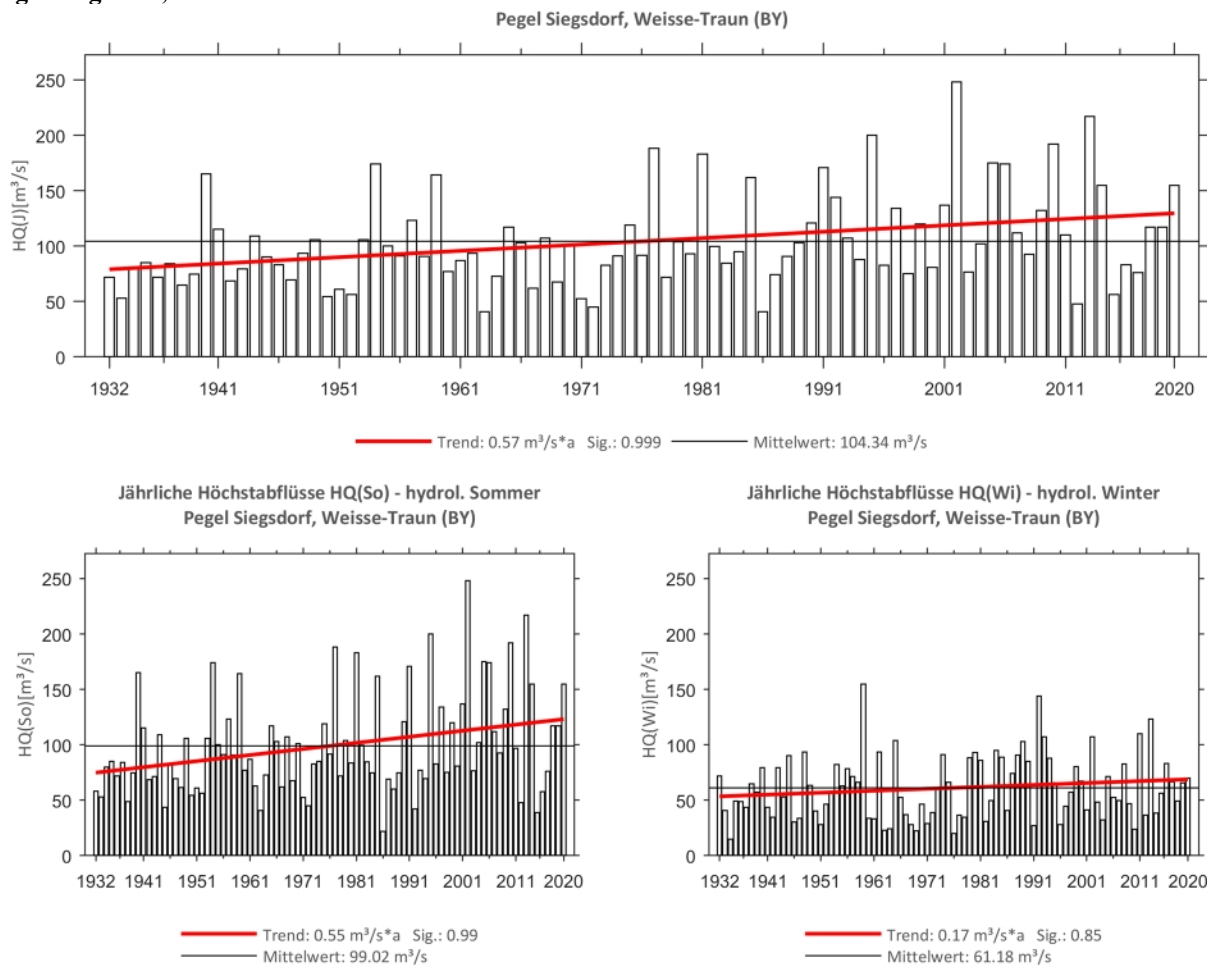 Pegel Siegsdorf, Weisse-Traun (BY)
HQ(J)[m³/s]
250
200
150
100
50
0
1932 1941 1951 1961 1971 1981 1991 2001 2011 2020
Trend: 0.57 m³/s*a Sig.: 0.999 Mittelwert: 104.34 m³/s
Jährliche Höchstabflüsse HQ(So) - hydrol. Sommer
Pegel Siegsdorf, Weisse-Traun (BY)
HQ(So)[m³/s]
250
200
150
100
50
0
1932 1941 1951 1961 1971 1981 1991 2001 2011 2020
Trend: 0.55 m³/s*a Sig.: 0.99
Mittelwert: 99.02 m³/s
Jährliche Höchstabflüsse HQ(Wi) - hydrol. Winter
Pegel Siegsdorf, Weisse-Traun (BY)
HQ(Wi)[m³/s]
250
200
150
100
50
0
1932 1941 1951 1961 1971 1981 1991 2001 2011 2020
Trend: 0.17 m³/s*a Sig.: 0.85
Mittelwert: 61.18 m³/s